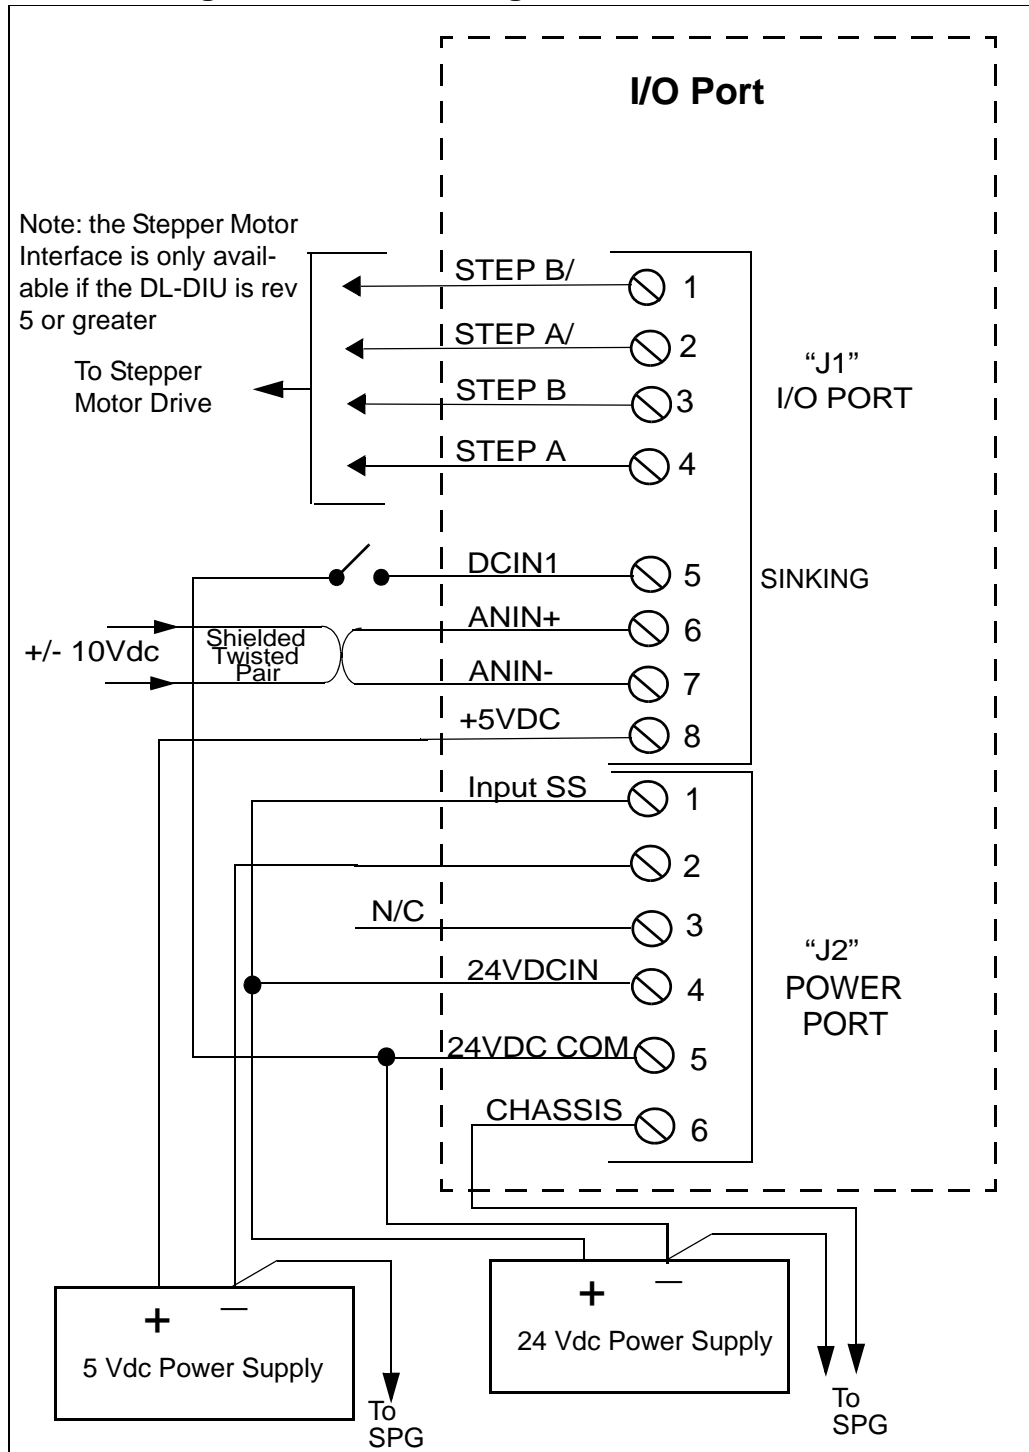 I/O Port
Note: the Stepper Motor
Interface is only avail-
able if the DL-DIU is rev
5 or greater
To Stepper
Motor Drive
STEP B/
1
STEP A/
2
STEP B
3
STEP A
4
"J1"
I/O PORT
DCIN1
5
SINKING
ANIN+
6
+/- 10Vdc
Shielded
Twisted
Pair
ANIN-
7
+5VDC
8
Input SS
1
2
N/C
3
24VDCIN
4
"J2"
POWER
PORT
24VDC COM
5
CHASSIS
6
+ —
5 Vdc Power Supply
To
SPG
+ —
24 Vdc Power Supply
To
SPG